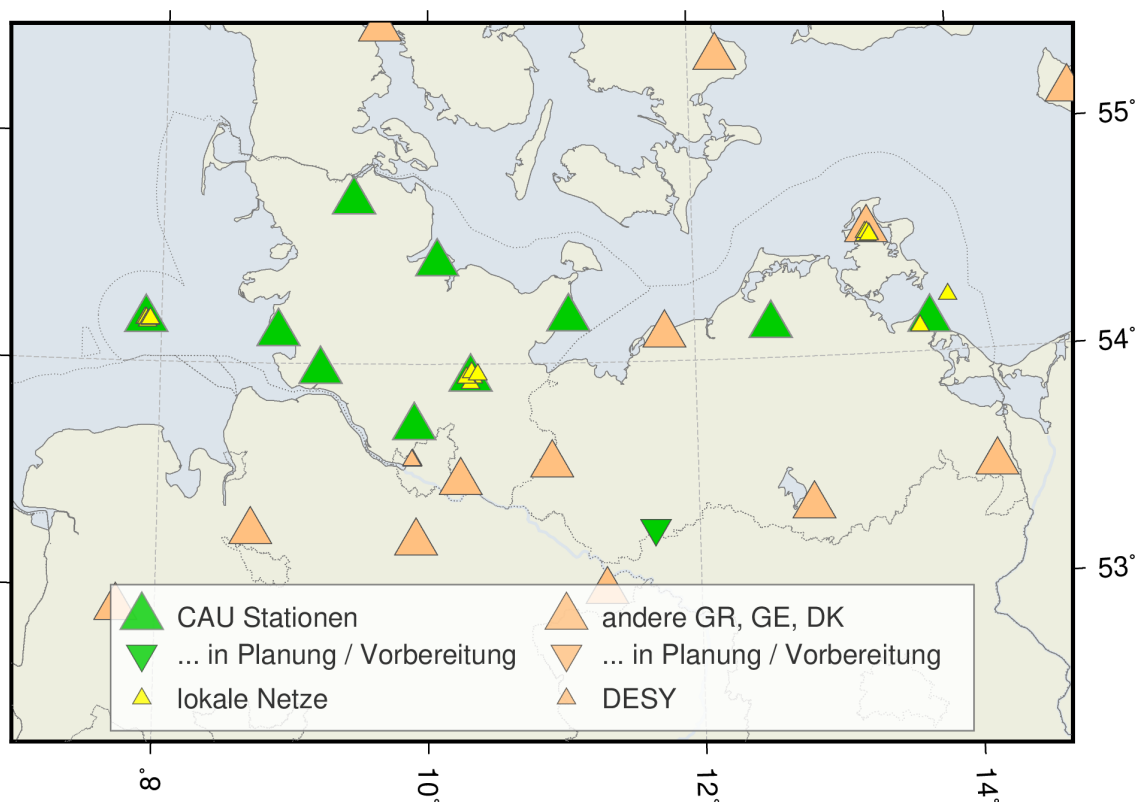 55°
54°
53°
CAU Stationen
andere GR, GE, DK
... in Planung / Vorbereitung
... in Planung / Vorbereitung
lokale Netze
DESY
8°
10°
12°
14°